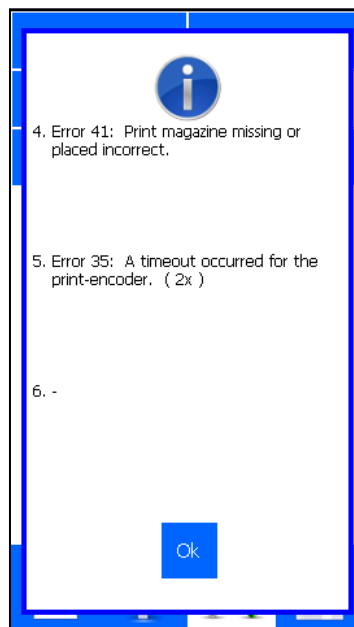 4. Error 41: Print magazine missing or
placed incorrect.
5. Error 35: A timeout occurred for the
print-encoder. ( 2x )
6. -
Ok